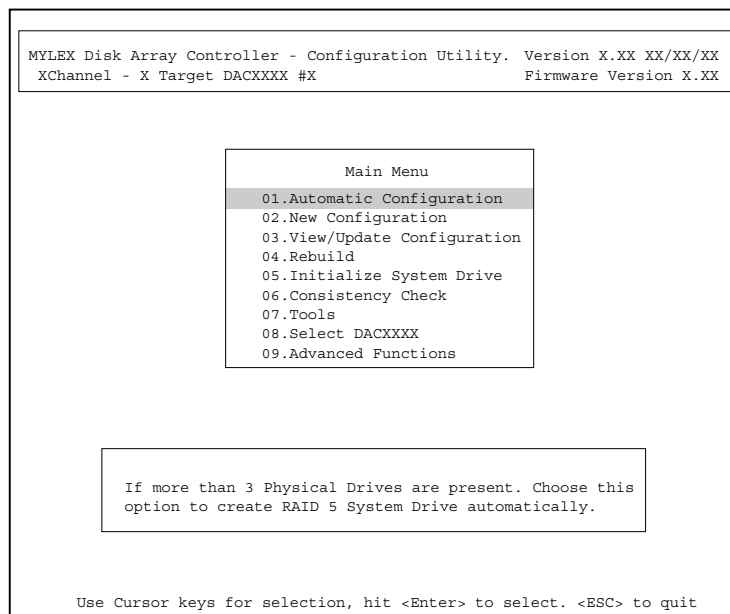 MYLEX Disk Array Controller - Configuration Utility. Version X.XX XX/XX/XX
XChannel - X Target DACXXXX #X Firmware Version X.XX
Main Menu
01.Automatic Configuration
02.New Configuration
03.View/Update Configuration
04.Rebuild
05.Initialize System Drive
06.Consistency Check
07.Tools
08.Select DACXXXX
09.Advanced Functions
If more than 3 Physical Drives are present. Choose this
option to create RAID 5 System Drive automatically.
Use Cursor keys for selection, hit <Enter> to select. <ESC> to quit